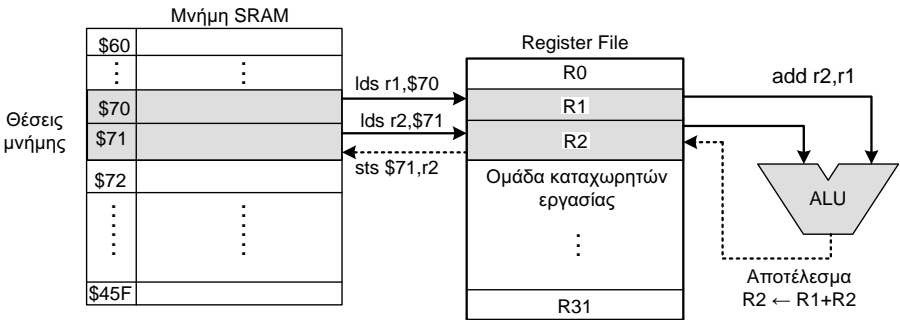 Μνήμη SRAM
$60
Θέσεις
μνήμης
$70
$71
$72
$45F
lds r1,$70
lds r2,$71
sts $71,r2
Register File
R0
R1
R2
Ομάδα καταχωρητών
εργασίας
R31
add r2,r1
ALU
Αποτέλεσμα
R2 ← R1+R2